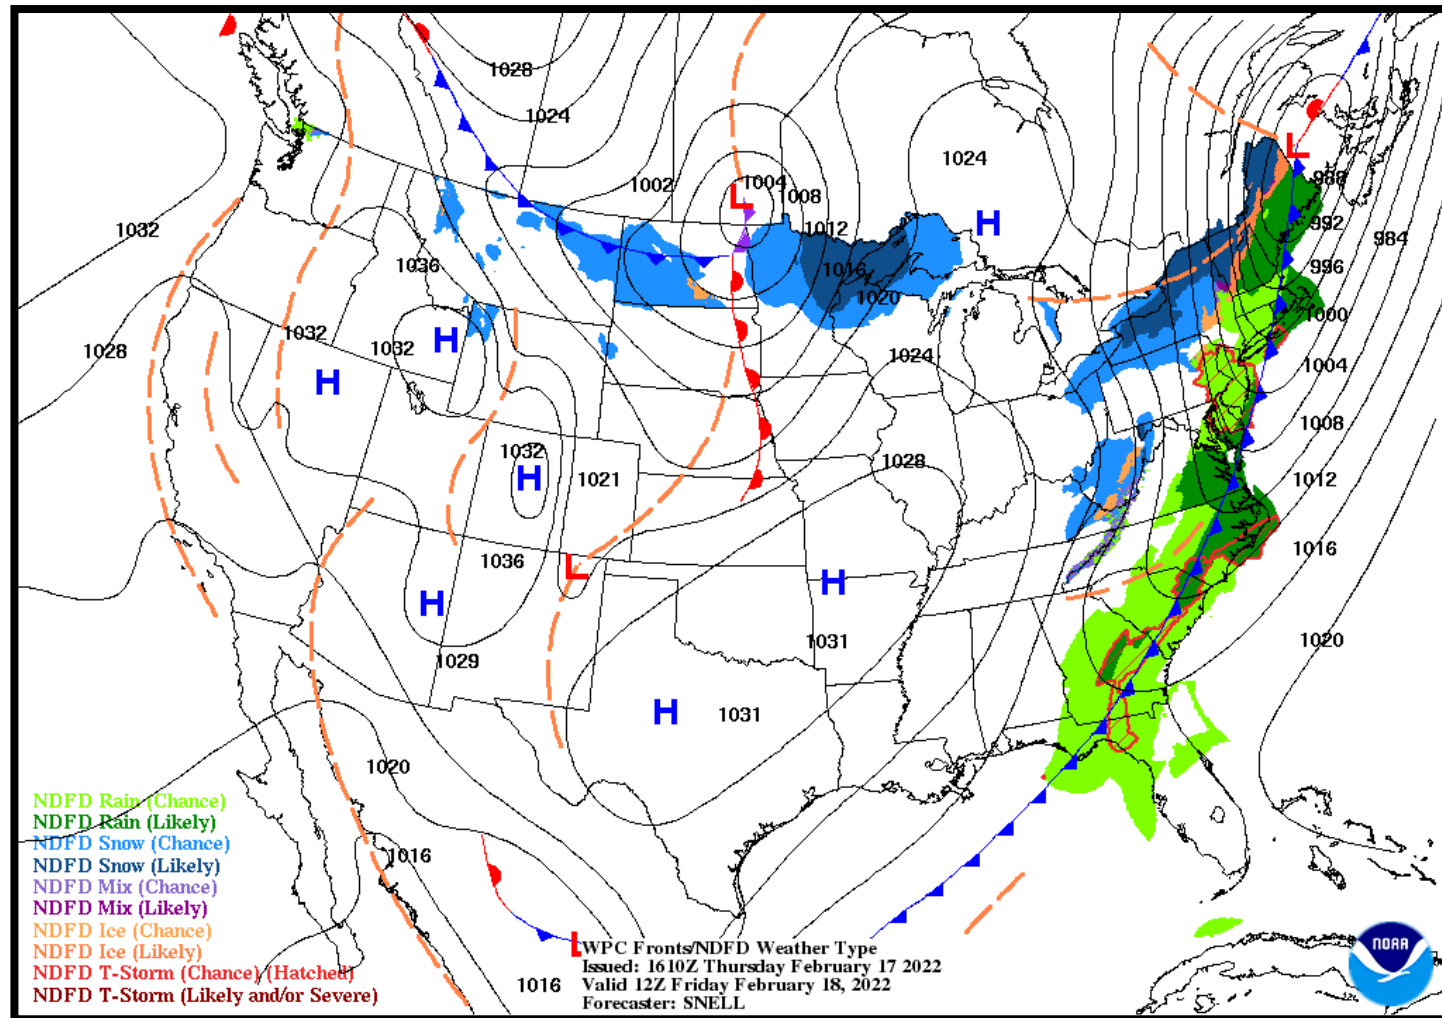 1028
1024
1024
1002
1004
1008
988
1032
1012
992
984
1036
1016
996
1020
1000
H
L
L
H
1032
1032
1028
H
1024
1004
H
1008
1032
1028
H
1021
1012
1036
L
1016
H
H
1031
1020
1029
H
1031
1020
1016
1016
L
NDFD Rain (Chance)
NDFD Rain (Likely)
NDFD Snow (Chance)
NDFD Snow (Likely)
NDFD Mix (Chance)
NDFD Mix (Likely)
NDFD Ice (Chance)
NDFD Ice (Likely)
NDFD T-Storm (Chance) (Hatched)
NDFD T-Storm (Likely and/or Severe)
WPC Fronts/NDFD Weather Type
Issued: 1610Z Thursday February 17 2022
Valid 12Z Friday February 18, 2022
Forecaster: SNELL
NOAA